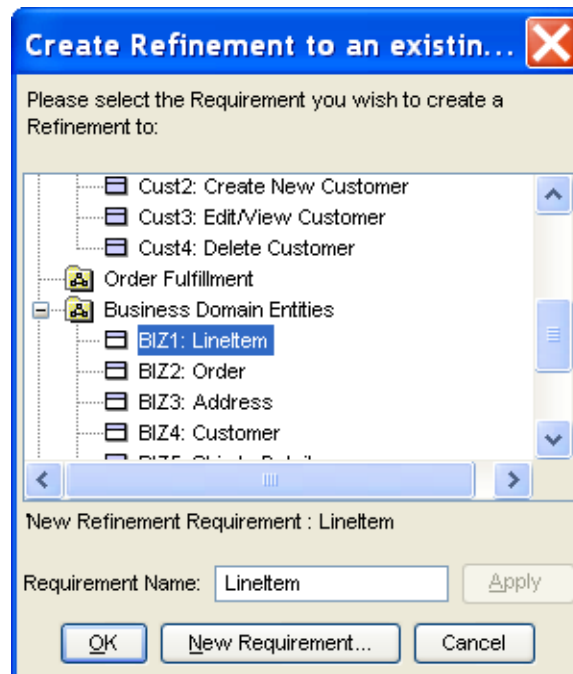 Create Refinement to an existin...
Please select the Requirement you wish to create a
Refinement to:
Cust2: Create New Customer
Cust3: Edit/View Customer
Cust4: Delete Customer
Order Fulfillment
Business Domain Entities
BIZ1: LineItem
BIZ2: Order
BIZ3: Address
BIZ4: Customer
New Refinement Requirement : LineItem
Requirement Name: LineItem Apply
OK New Requirement... Cancel